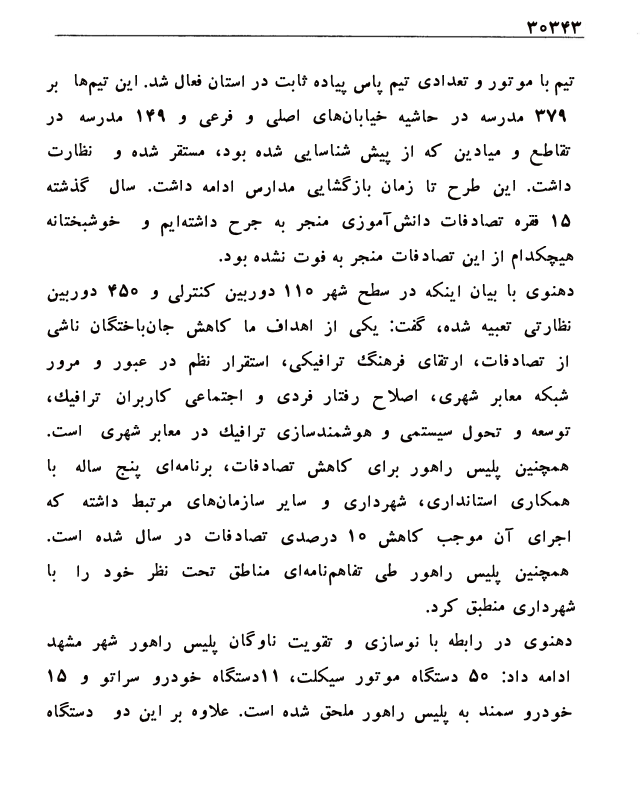 ۳۰۳۴۳
تیم با موتور و تعدادی تیم پاس پیاده ثابت در استان فعال شد. این تیم‌ها بر
۳۷۹ مدرسه در حاشیه خیابان‌های اصلی و فرعی و ۱۴۹ مدرسه در
تقاطع و میادین که از پیش شناسایی شده بود، مستقر شده و نظارت
داشت. این طرح تا زمان بازگشایی مدارس ادامه داشت. سال گذشته
۱۵ فقره تصادفات دانش‌آموزی منجر به جرح داشته‌ایم و خوشبختانه
هیچکدام از این تصادفات منجر به فوت نشده بود.
دهنوی با بیان اینکه در سطح شهر ۱۱۰ دوربین کنترلی و ۴۵۰ دوربین
نظارتی تعبیه شده، گفت: یکی از اهداف ما کاهش جان‌باختگان ناشی
از تصادفات، ارتقای فرهنگ ترافیکی، استقرار نظم در عبور و مرور
شبکه معابر شهری، اصلاح رفتار فردی و اجتماعی کاربران ترافیك،
توسعه و تحول سیستمی و هوشمندسازی ترافیك در معابر شهری است.
همچنین پلیس راهور برای کاهش تصادفات، برنامه‌ای پنج ساله با
همکاری استانداری، شهرداری و سایر سازمان‌های مرتبط داشته که
اجرای آن موجب کاهش ۱۰ درصدی تصادفات در سال شده است.
همچنین پلیس راهور طی تفاهم‌نامه‌ای مناطق تحت نظر خود را با
شهرداری منطبق کرد.
دهنوی در رابطه با نوسازی و تقویت ناوگان پلیس راهور شهر مشهد
ادامه داد: ۵۰ دستگاه موتور سیکلت، ۱۱دستگاه خودرو سراتو و ۱۵
خودرو سمند به پلیس راهور ملحق شده است. علاوه بر این دو دستگاه